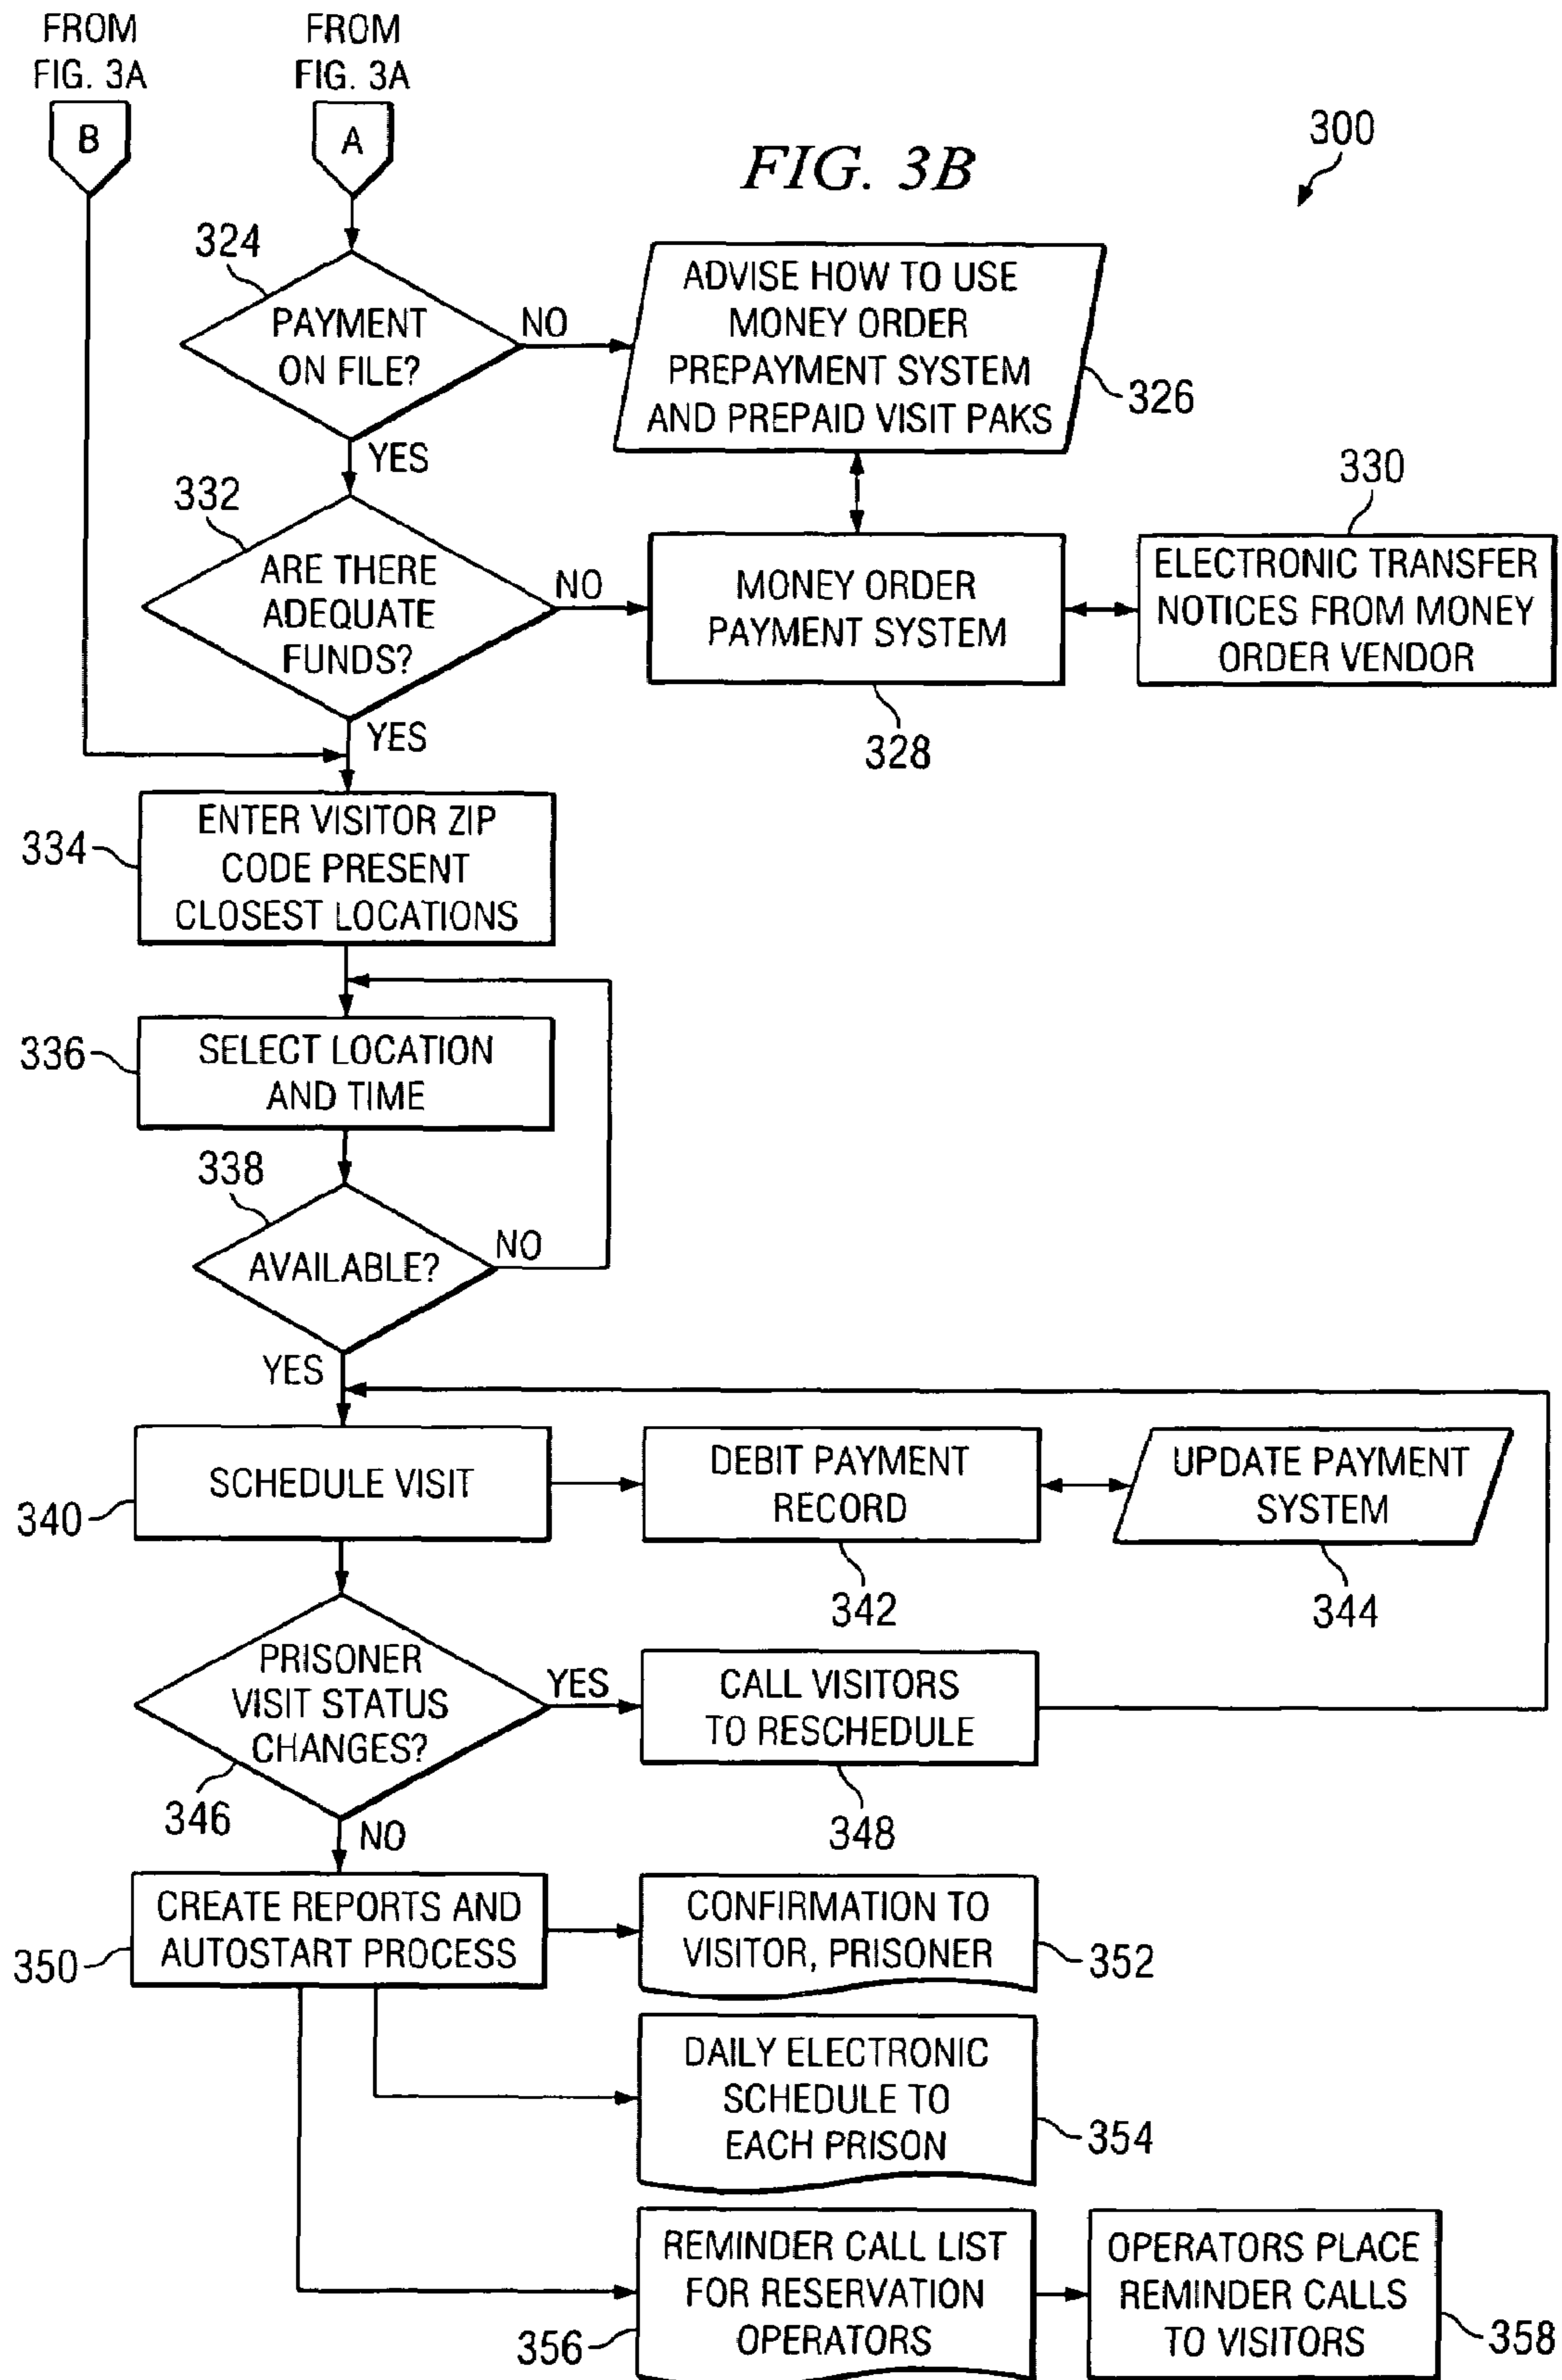 FROM
FIG. 3A
FROM
FIG. 3A
B
A
FIG. 3B
300
324
PAYMENT
ON FILE?
NO
ADVISE HOW TO USE
MONEY ORDER
PREPAYMENT SYSTEM
AND PREPAID VISIT PAKS
326
YES
332
ARE THERE
ADEQUATE
FUNDS?
NO
MONEY ORDER
PAYMENT SYSTEM
328
330
ELECTRONIC TRANSFER
NOTICES FROM MONEY
ORDER VENDOR
YES
334
ENTER VISITOR ZIP
CODE PRESENT
CLOSEST LOCATIONS
336
SELECT LOCATION
AND TIME
338
AVAILABLE?
NO
YES
340
SCHEDULE VISIT
DEBIT PAYMENT
RECORD
342
UPDATE PAYMENT
SYSTEM
344
PRISONER
VISIT STATUS
CHANGES?
346
YES
CALL VISITORS
TO RESCHEDULE
348
NO
350
CREATE REPORTS AND
AUTOSTART PROCESS
CONFIRMATION TO
VISITOR, PRISONER
352
DAILY ELECTRONIC
SCHEDULE TO
EACH PRISON
354
REMINDER CALL LIST
FOR RESERVATION
OPERATORS
356
OPERATORS PLACE
REMINDER CALLS
TO VISITORS
358